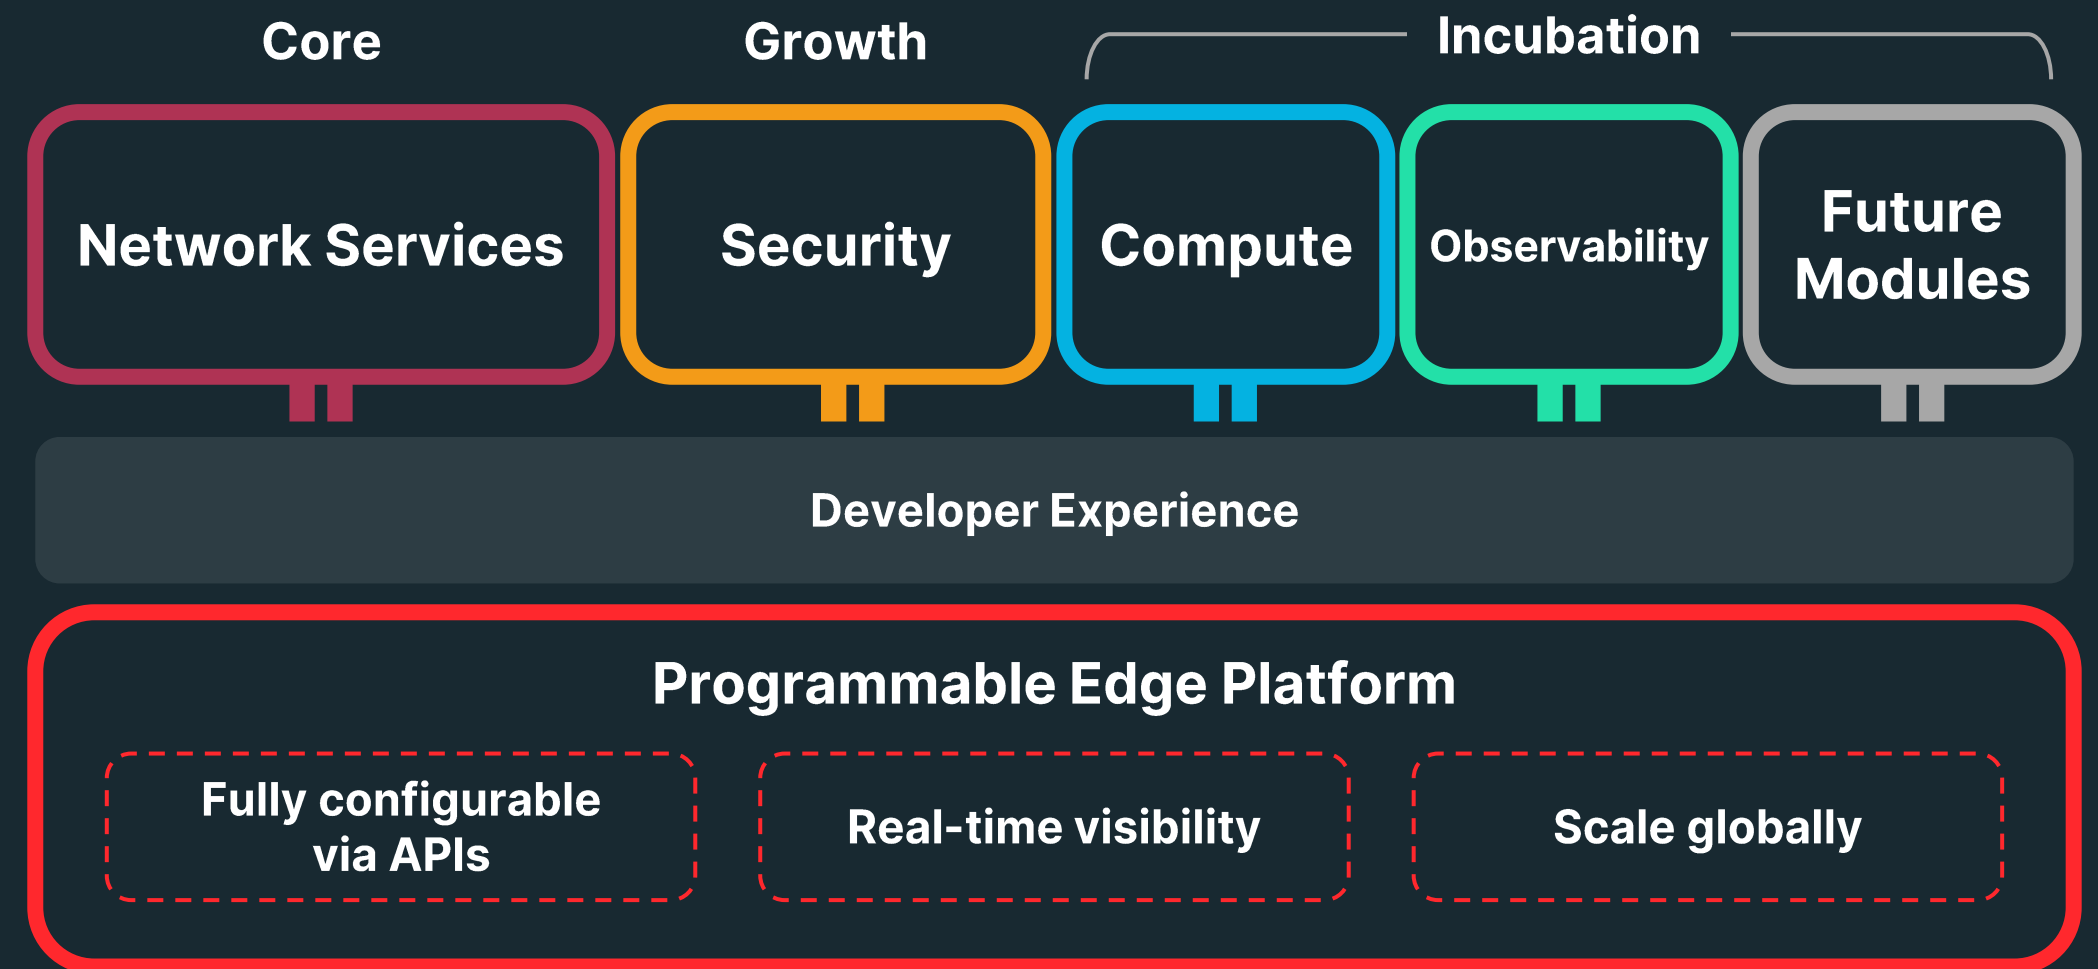 Core
Growth
Incubation
Network Services
Security
Compute
Observability
Future
Modules
Developer Experience
Programmable Edge Platform
Fully configurable
via APIs
Real-time visibility
Scale globally